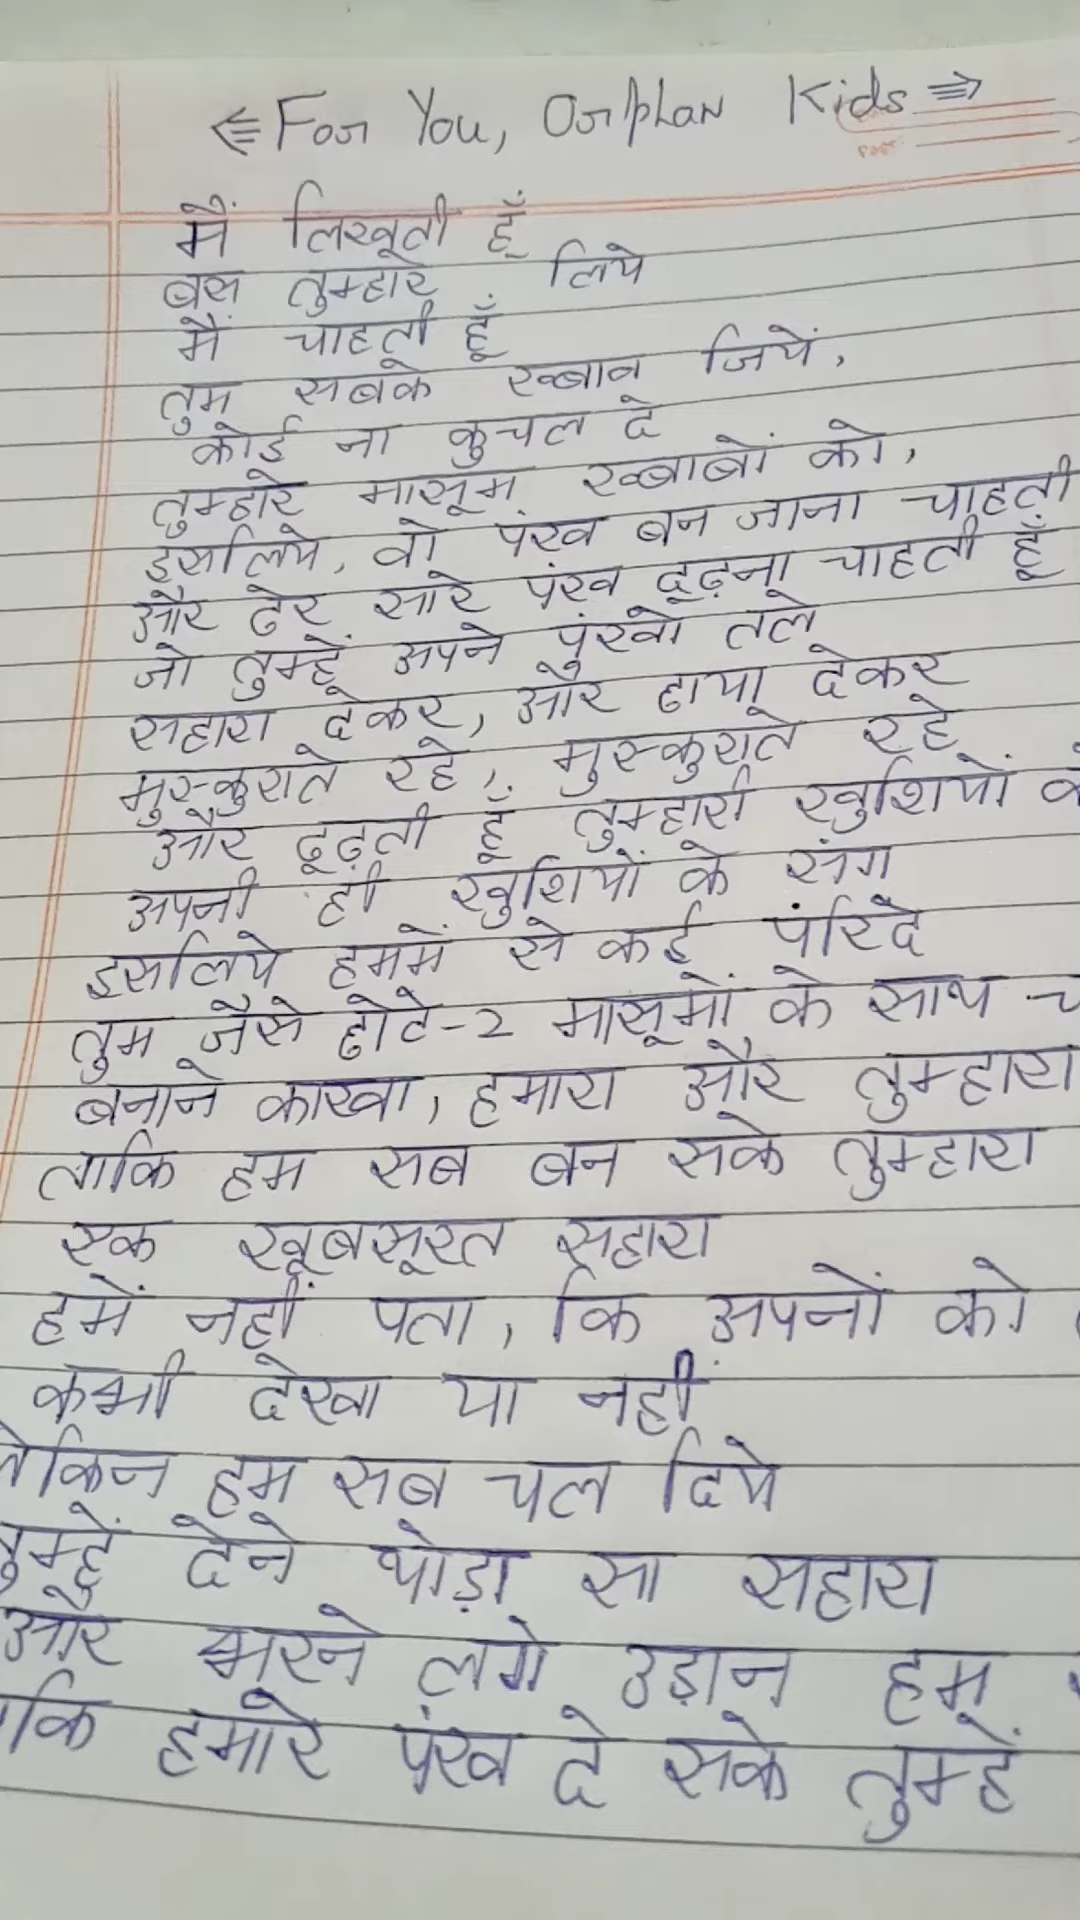 ⇐ For You, Orphan Kids ⇒
मैं लिखती हूँ
बस तुम्हारे लिये
मैं चाहती हूँ
तुम सबके ख्बाव जियें,
कोई ना कुचल दे
तुम्हारे मासूम ख्बाबों को,
इसलिये, वो पंख बन जाना चाहती
और ढेर सारे पंख ढूढ़ना चाहती हूँ
जो तुम्हें अपने पंखों तले
सहारा देकर, और छाया देकर
मुस्कुराते रहे, मुस्कुराते रहे
और ढूढ़ती हूँ तुम्हारी खुशियों
अपनी ही खुशियों के संग
इसलिये हममें से कई परिंदे
तुम जैसे छोटे-2 मासूमों के साथ
बनाने कारवा, हमारा और तुम्हारा
ताकि हम सब बन सके तुम्हारा
एक खूबसूरत सहारा
हमें नहीं पता, कि अपनों को
कभी देखा या नहीं
लेकिन हम सब चल दिये
तुम्हें देने थोड़ा सा सहारा
और भरने लगे उड़ान हम
ताकि हमारे पंख दे सके तुम्हें